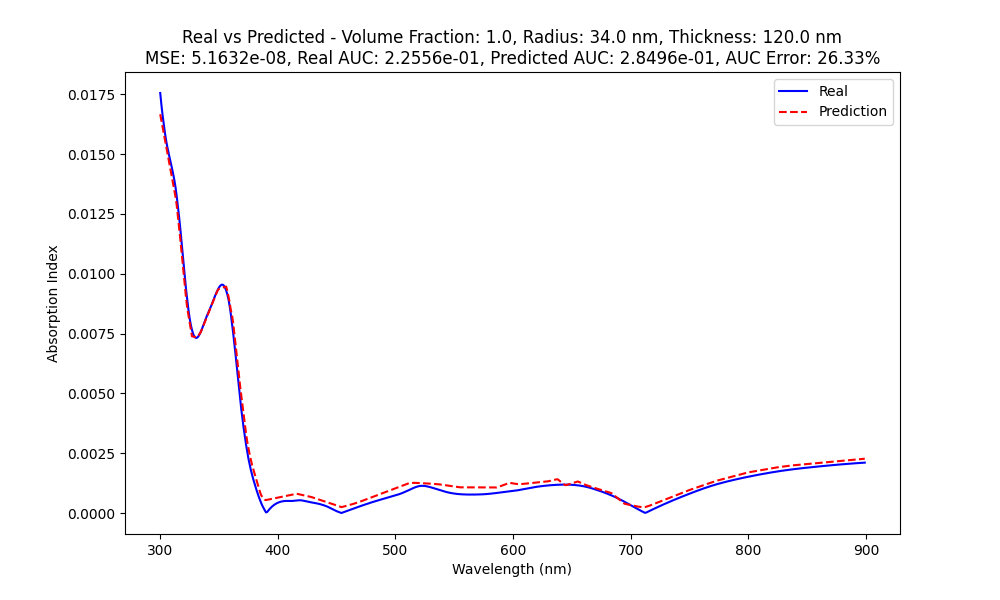 Real vs Predicted - Volume Fraction: 1.0, Radius: 34.0 nm, Thickness: 120.0 nm
MSE: 5.1632e-08, Real AUC: 2.2556e-01, Predicted AUC: 2.8496e-01, AUC Error: 26.33%
Real
Prediction
0.0175
0.0150
0.0125
0.0100
0.0075
0.0050
0.0025
0.0000
Absorption Index
300
400
500
600
700
800
900
Wavelength (nm)